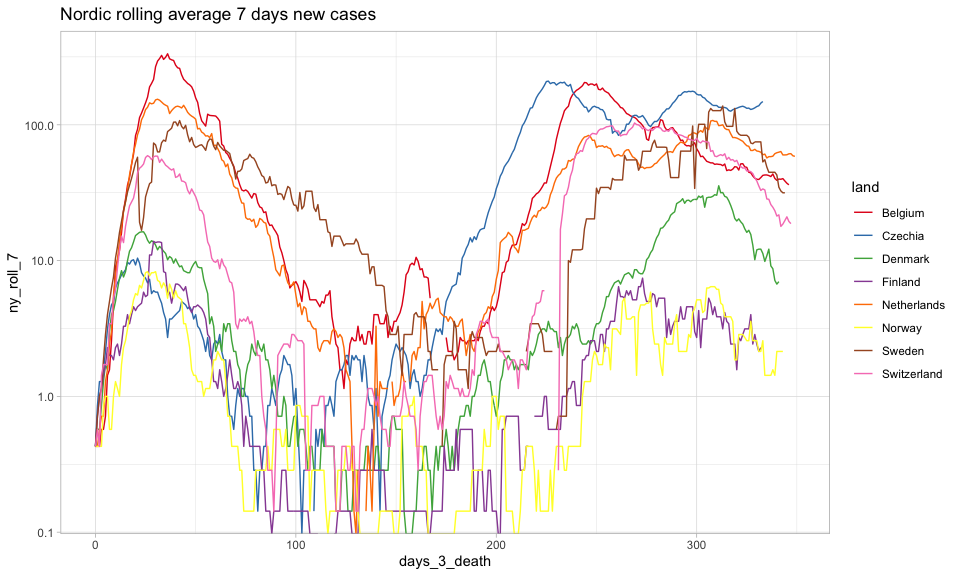 Nordic rolling average 7 days new cases
ny_roll_7
100.0
10.0
1.0
0.1
0
100
200
300
days_3_death
land
Belgium
Czechia
Denmark
Finland
Netherlands
Norway
Sweden
Switzerland